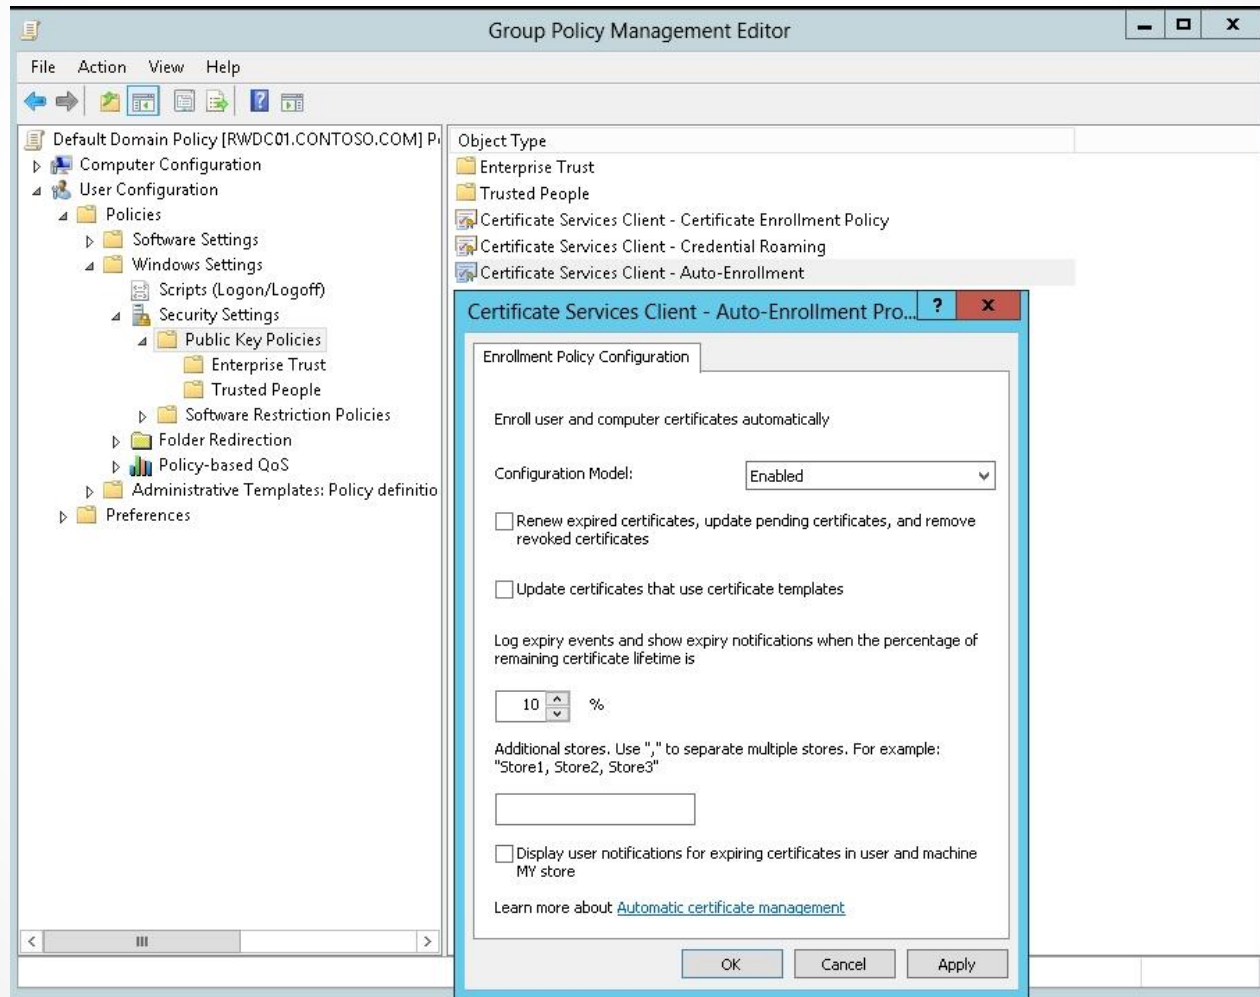 Group Policy Management Editor
File Action View Help
Default Domain Policy [RWDC01.CONTOSO.COM]
Computer Configuration
User Configuration
Policies
Software Settings
Windows Settings
Scripts (Logon/Logoff)
Security Settings
Public Key Policies
Enterprise Trust
Trusted People
Software Restriction Policies
Folder Redirection
Policy-based QoS
Administrative Templates: Policy definitio
Preferences
Object Type
Enterprise Trust
Trusted People
Certificate Services Client - Certificate Enrollment Policy
Certificate Services Client - Credential Roaming
Certificate Services Client - Auto-Enrollment
Certificate Services Client - Auto-Enrollment Pro...
Enrollment Policy Configuration
Enroll user and computer certificates automatically
Configuration Model: Enabled
Renew expired certificates, update pending certificates, and remove
revoked certificates
Update certificates that use certificate templates
Log expiry events and show expiry notifications when the percentage of
remaining certificate lifetime is
10 %
Additional stores. Use "," to separate multiple stores. For example:
"Store1, Store2, Store3"
Display user notifications for expiring certificates in user and machine
MY store
Learn more about Automatic certificate management
OK Cancel Apply